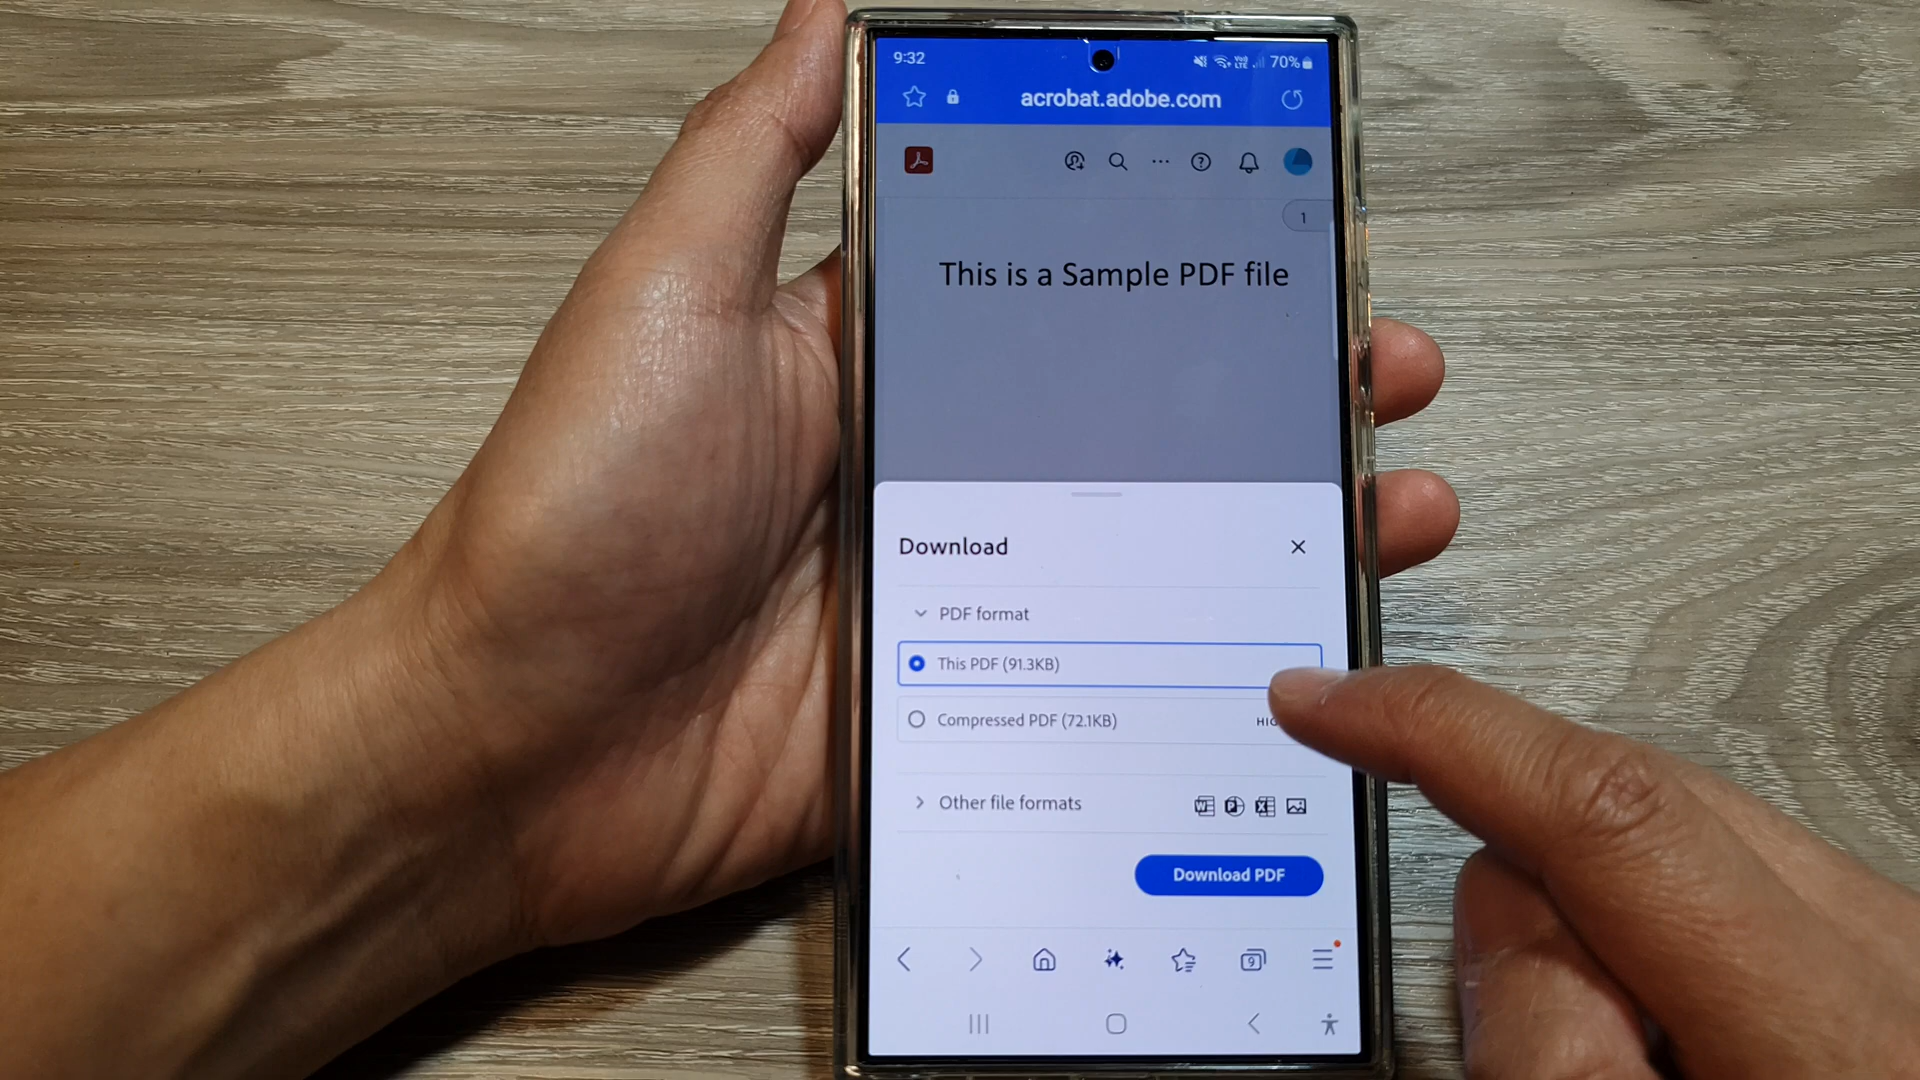 9:32
70%
acrobat.adobe.com
1
This is a Sample PDF file
Download
PDF format
This PDF (91.3KB)
Compressed PDF (72.1KB)
Other file formats
Download PDF
9